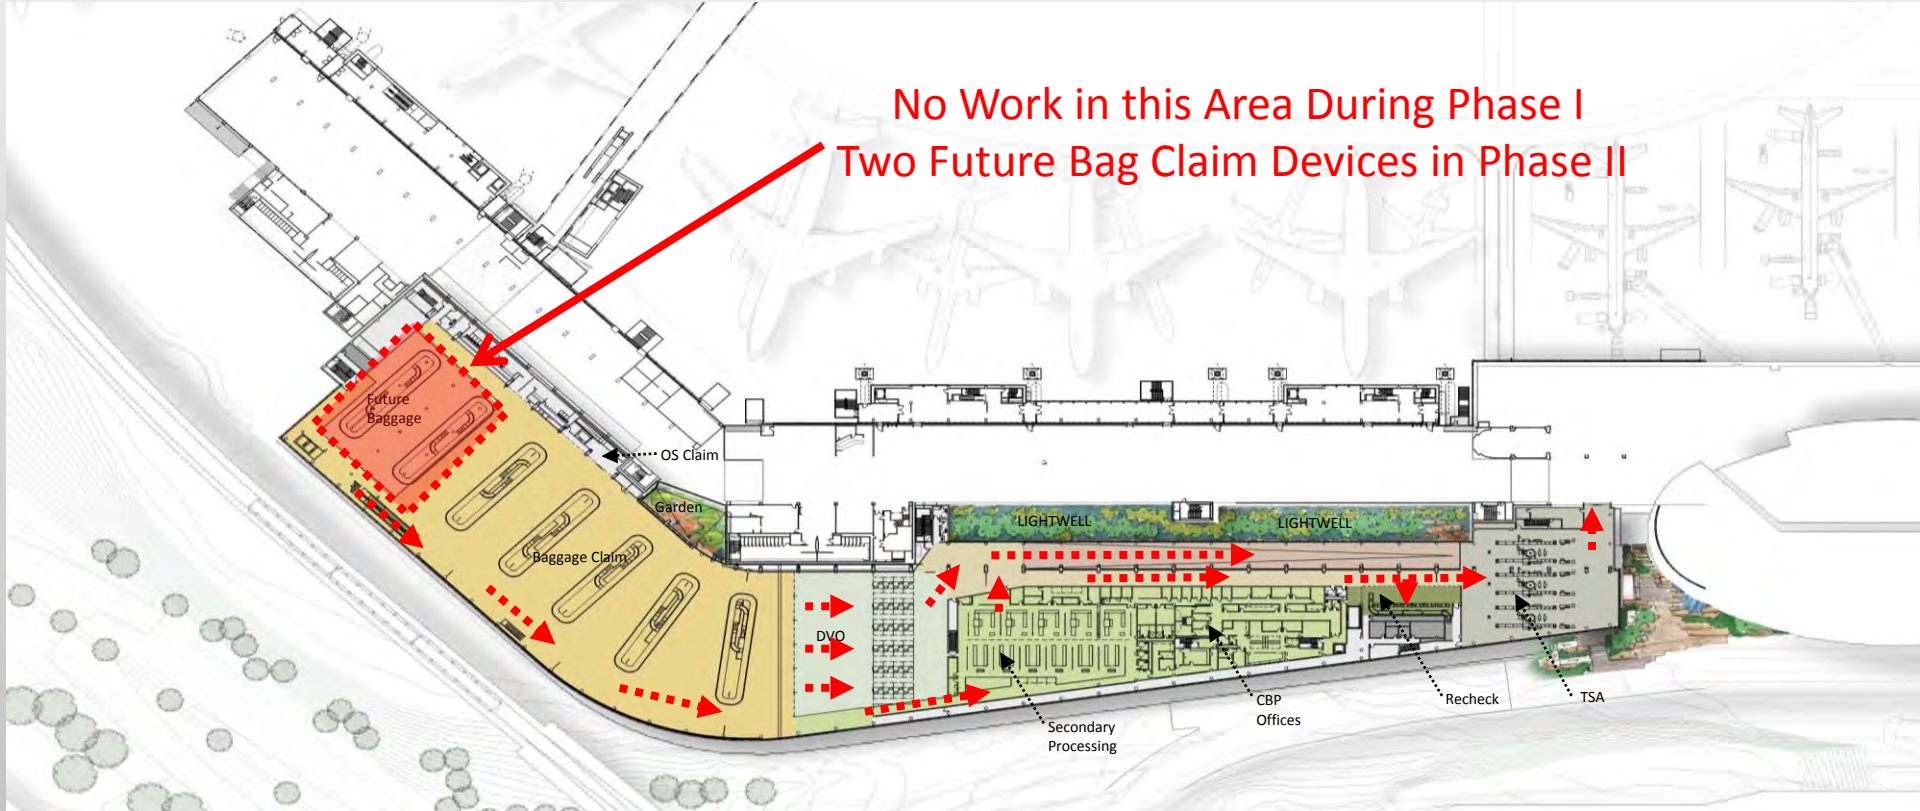 No Work in this Area During Phase I
Two Future Bag Claim Devices in Phase II
Future
Baggage
OS Claim
Garden
LIGHTWELL
LIGHTWELL
Baggage Claim
DVO
Secondary
Processing
CBP
Offices
Recheck
TSA